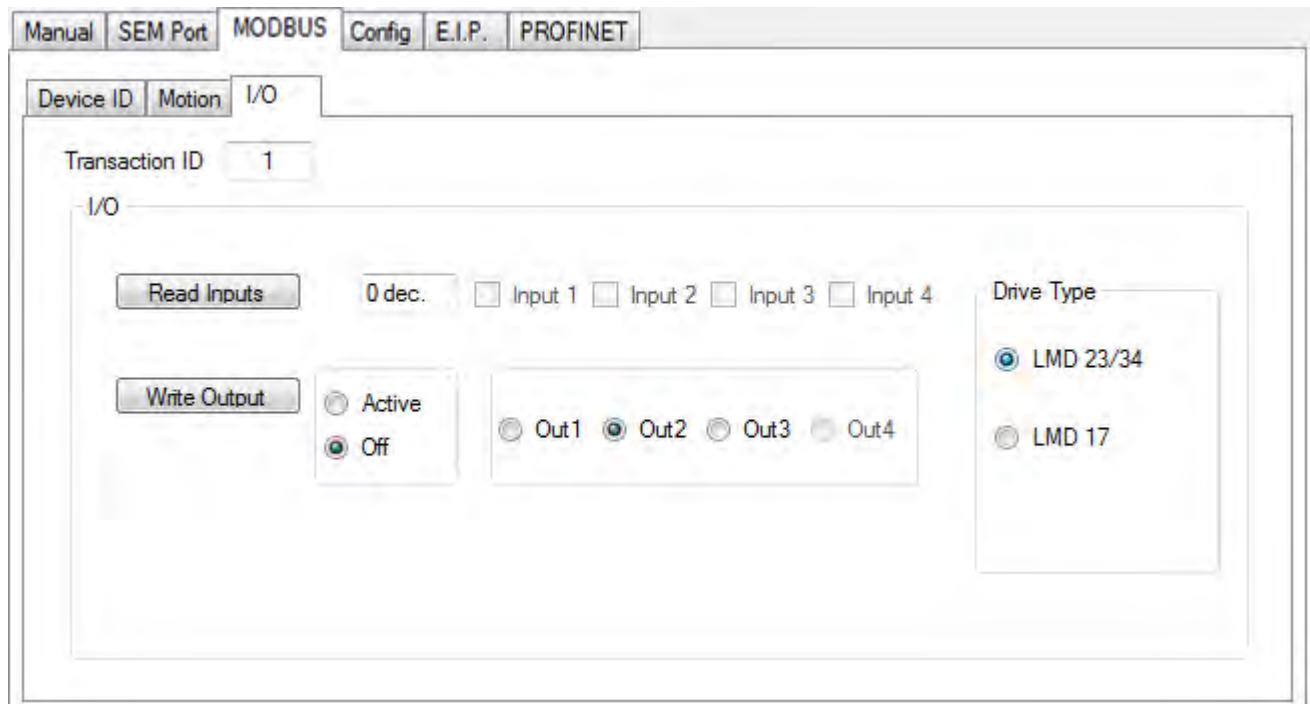 Manual SEM Port MODBUS Config E.I.P. PROFINET
Device ID Motion I/O
Transaction ID 1
I/O
Read Inputs 0 dec. Input 1 Input 2 Input 3 Input 4
Drive Type
LMD 23/34
Write Output Active
Out1 Out2 Out3 Out4
Off
LMD 17